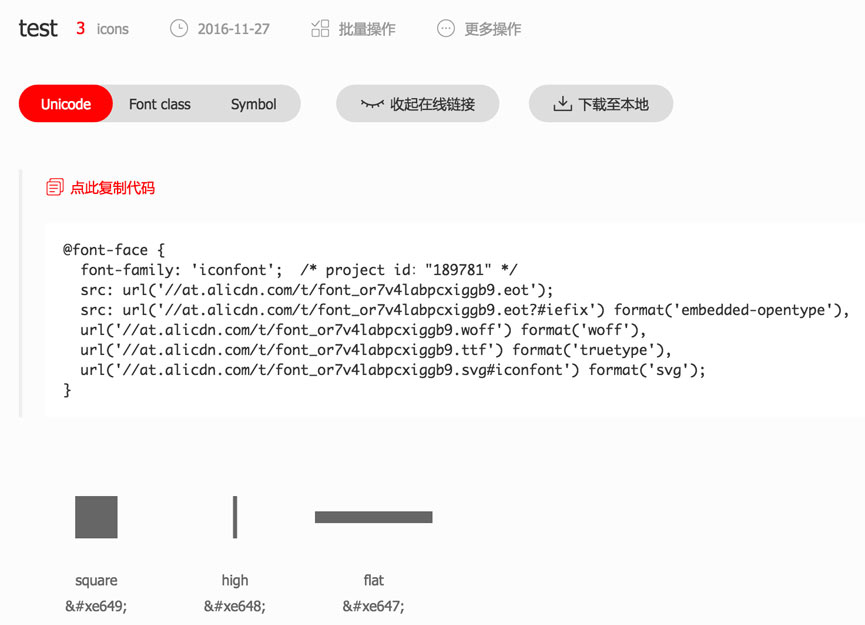 test 3 icons 2016-11-27 批量操作 更多操作
Unicode Font class Symbol 收起在线链接 下载至本地
点此复制代码
@font-face {
  font-family: 'iconfont';  /* project id: "189781" */
  src: url('//at.alicdn.com/t/font_or7v4labpcxiggb9.eot');
  src: url('//at.alicdn.com/t/font_or7v4labpcxiggb9.eot?#iefix') format('embedded-opentype'),
  url('//at.alicdn.com/t/font_or7v4labpcxiggb9.woff') format('woff'),
  url('//at.alicdn.com/t/font_or7v4labpcxiggb9.ttf') format('truetype'),
  url('//at.alicdn.com/t/font_or7v4labpcxiggb9.svg#iconfont') format('svg');
}
square high flat
&#xe649; &#xe648; &#xe647;